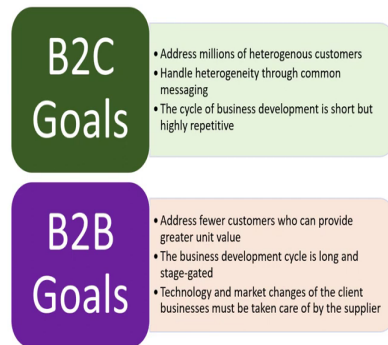 B2C
Goals
• Address millions of heterogenous customers
• Handle heterogeneity through common
messaging
• The cycle of business development is short but
highly repetitive
B2B
Goals
• Address fewer customers who can provide
greater unit value
• The business development cycle is long and
stage-gated
• Technology and market changes of the client
businesses must be taken care of by the supplier